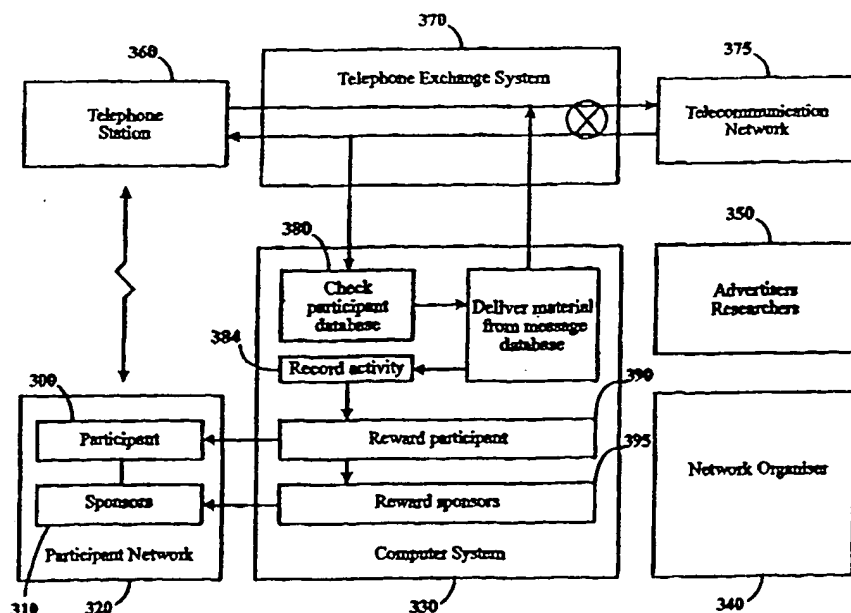 370
360
375
Telephone Exchange System
Telephone
Station
Telecommunication
Network
380
350
Check
participant
database
Deliver material
from message
database
Advertisers
Researchers
384
Record activity
300
390
Participant
Reward participant
395
Network Organiser
Sponsors
Reward sponsors
Participant Network
Computer System
310
320
330
340